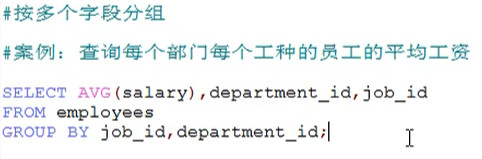 #按多个字段分组
#案例：查询每个部门每个工种的员工的平均工资
SELECT AVG(salary),department_id,job_id
FROM employees
GROUP BY job_id,department_id;